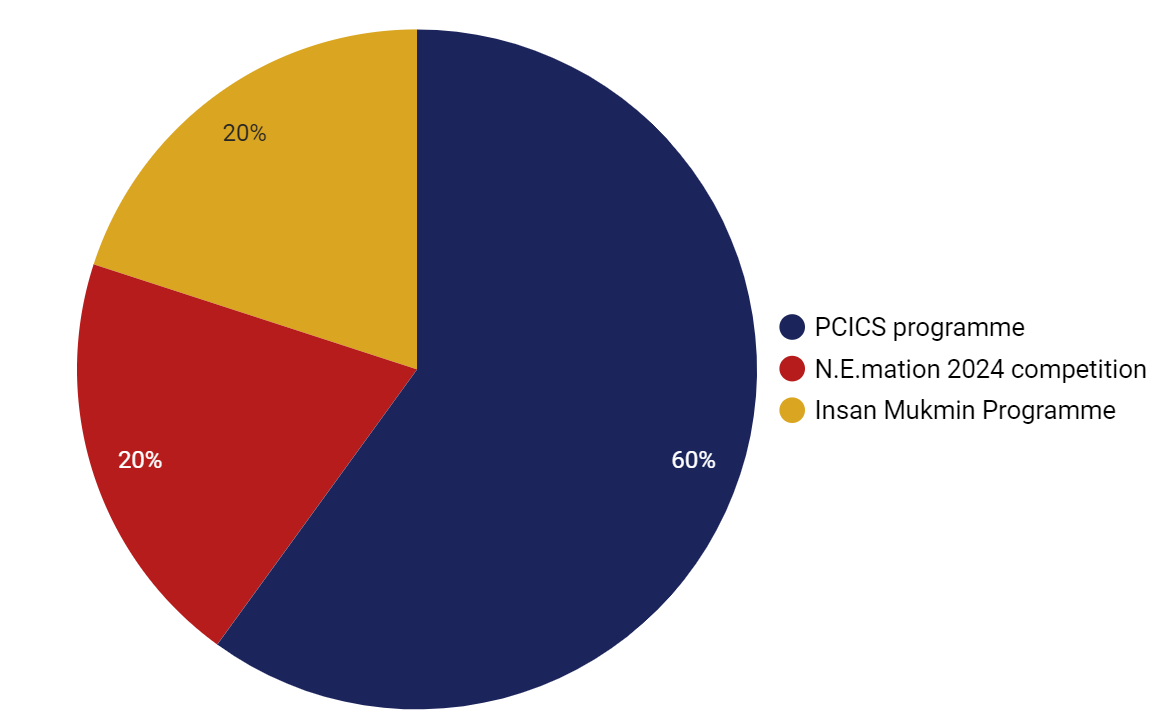 20%
20%
60%
PCICS programme
N.E.mation 2024 competition
Insan Mukmin Programme